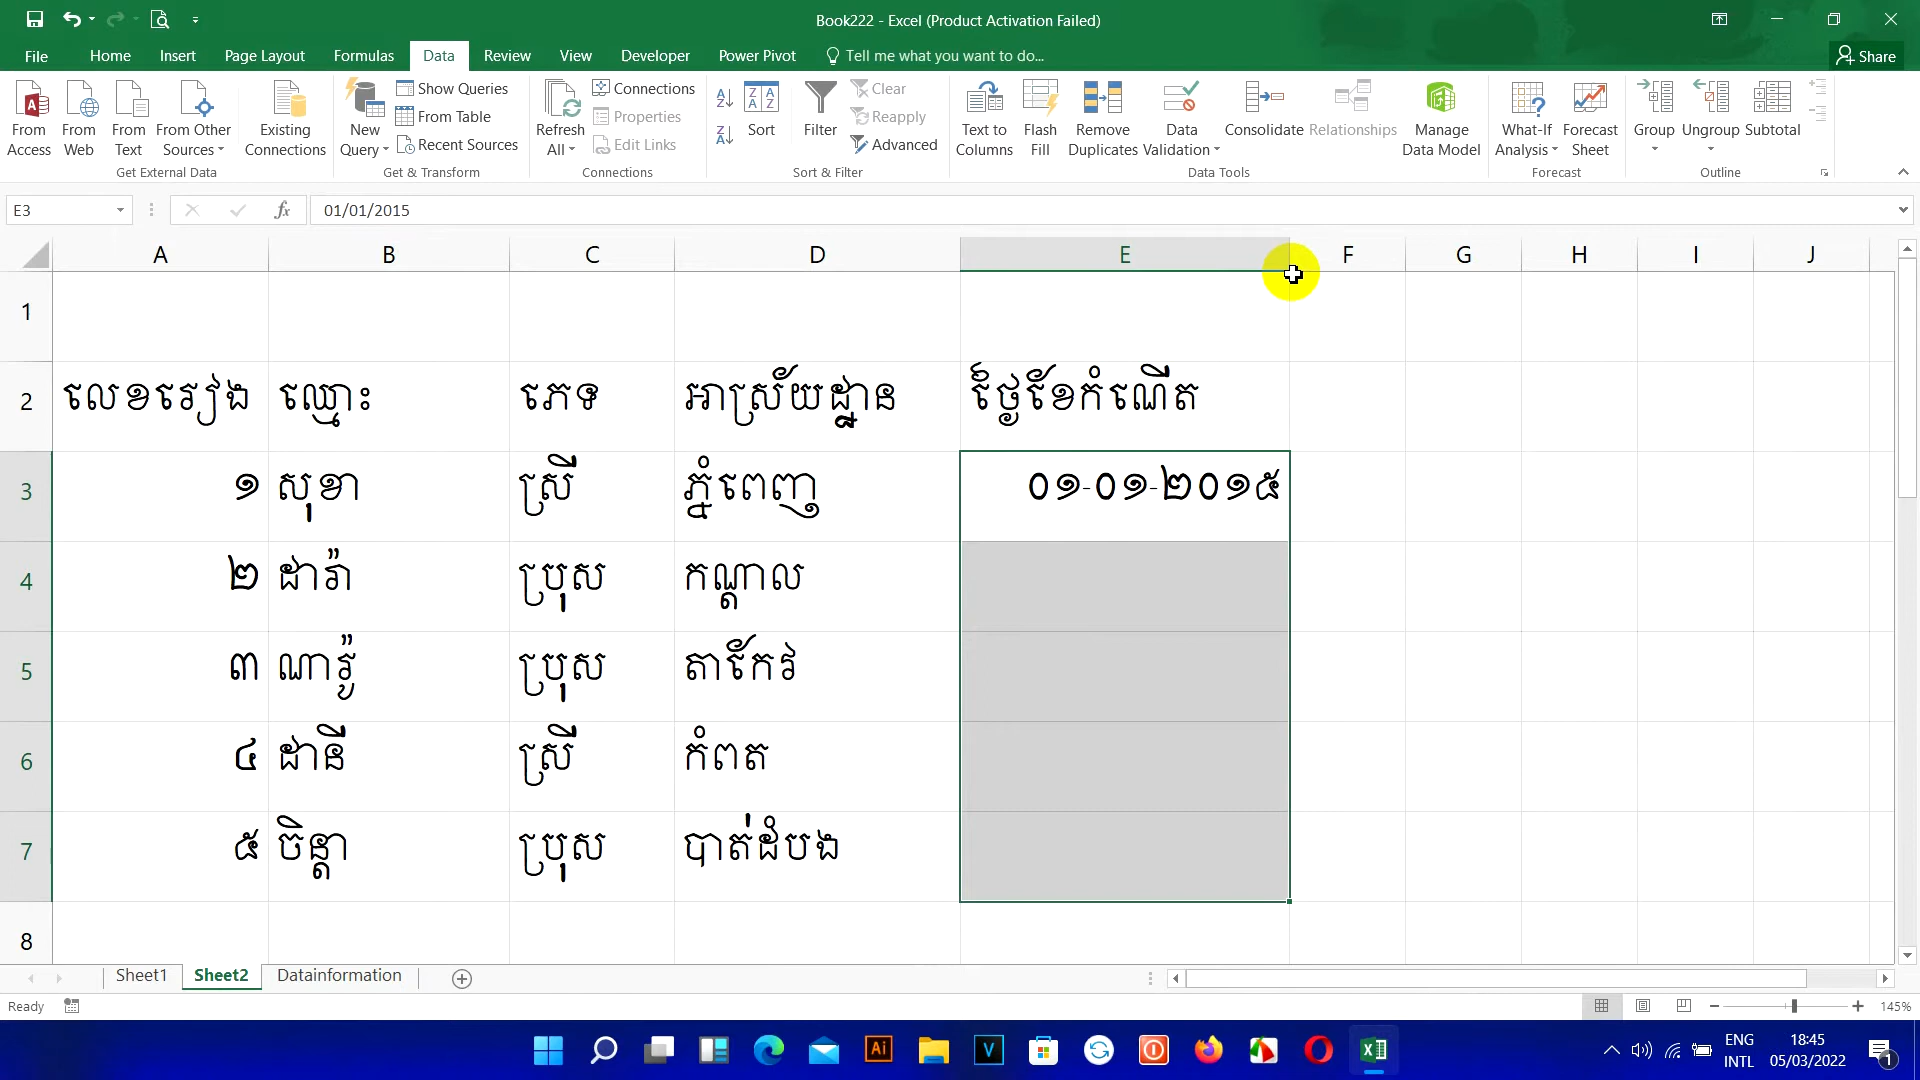 Book222 - Excel (Product Activation Failed)
File Home Insert Page Layout Formulas Data Review View Developer Power Pivot Tell me what you want to do... Share
From Access
From Web
From Text
From Other Sources
Existing Connections
Get External Data
New Query
Show Queries
From Table
Recent Sources
Get & Transform
Refresh All
Connections
Properties
Edit Links
Connections
Sort
Filter
Clear
Reapply
Advanced
Sort & Filter
Text to Columns
Flash Fill
Remove Duplicates
Data Validation
Consolidate
Relationships
Manage Data Model
Data Tools
What-If Analysis
Forecast Sheet
Forecast
Group
Ungroup
Subtotal
Outline
E3 fx 01/01/2015
A B C D E F G H I J
1
2 លេខរៀង ឈ្មោះ ភេទ អាស្រ័យដ្ឋាន ថ្ងៃខែកំណើត
3 ១ សុខា ស្រី ភ្នំពេញ ០១-០១-២០១៥
4 ២ ដារ៉ា ប្រុស កណ្តាល
5 ៣ ណារ៉ូ ប្រុស តាកែវ
6 ៤ ដានី ស្រី កំពត
7 ៥ ចិន្តា ប្រុស បាត់ដំបង
8
Sheet1 Sheet2 Datainformation
Ready 145%
ENG INTL 18:45 05/03/2022 1